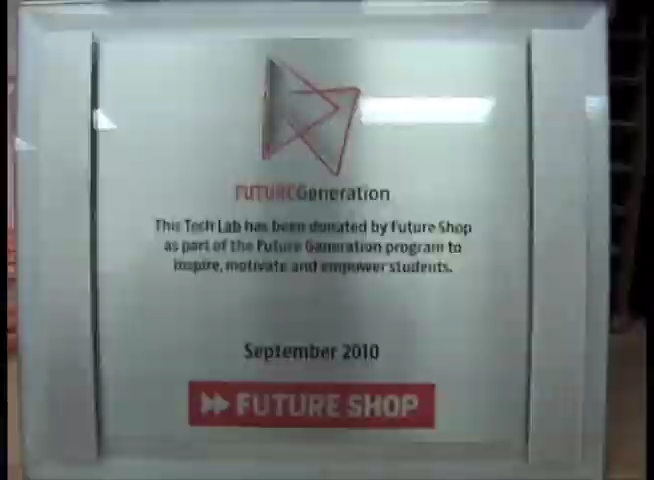 FUTUREGeneration
This Tech Lab has been donated by Future Shop
as part of the Future Generation program to
inspire, motivate and empower students.
September 2010
FUTURE SHOP